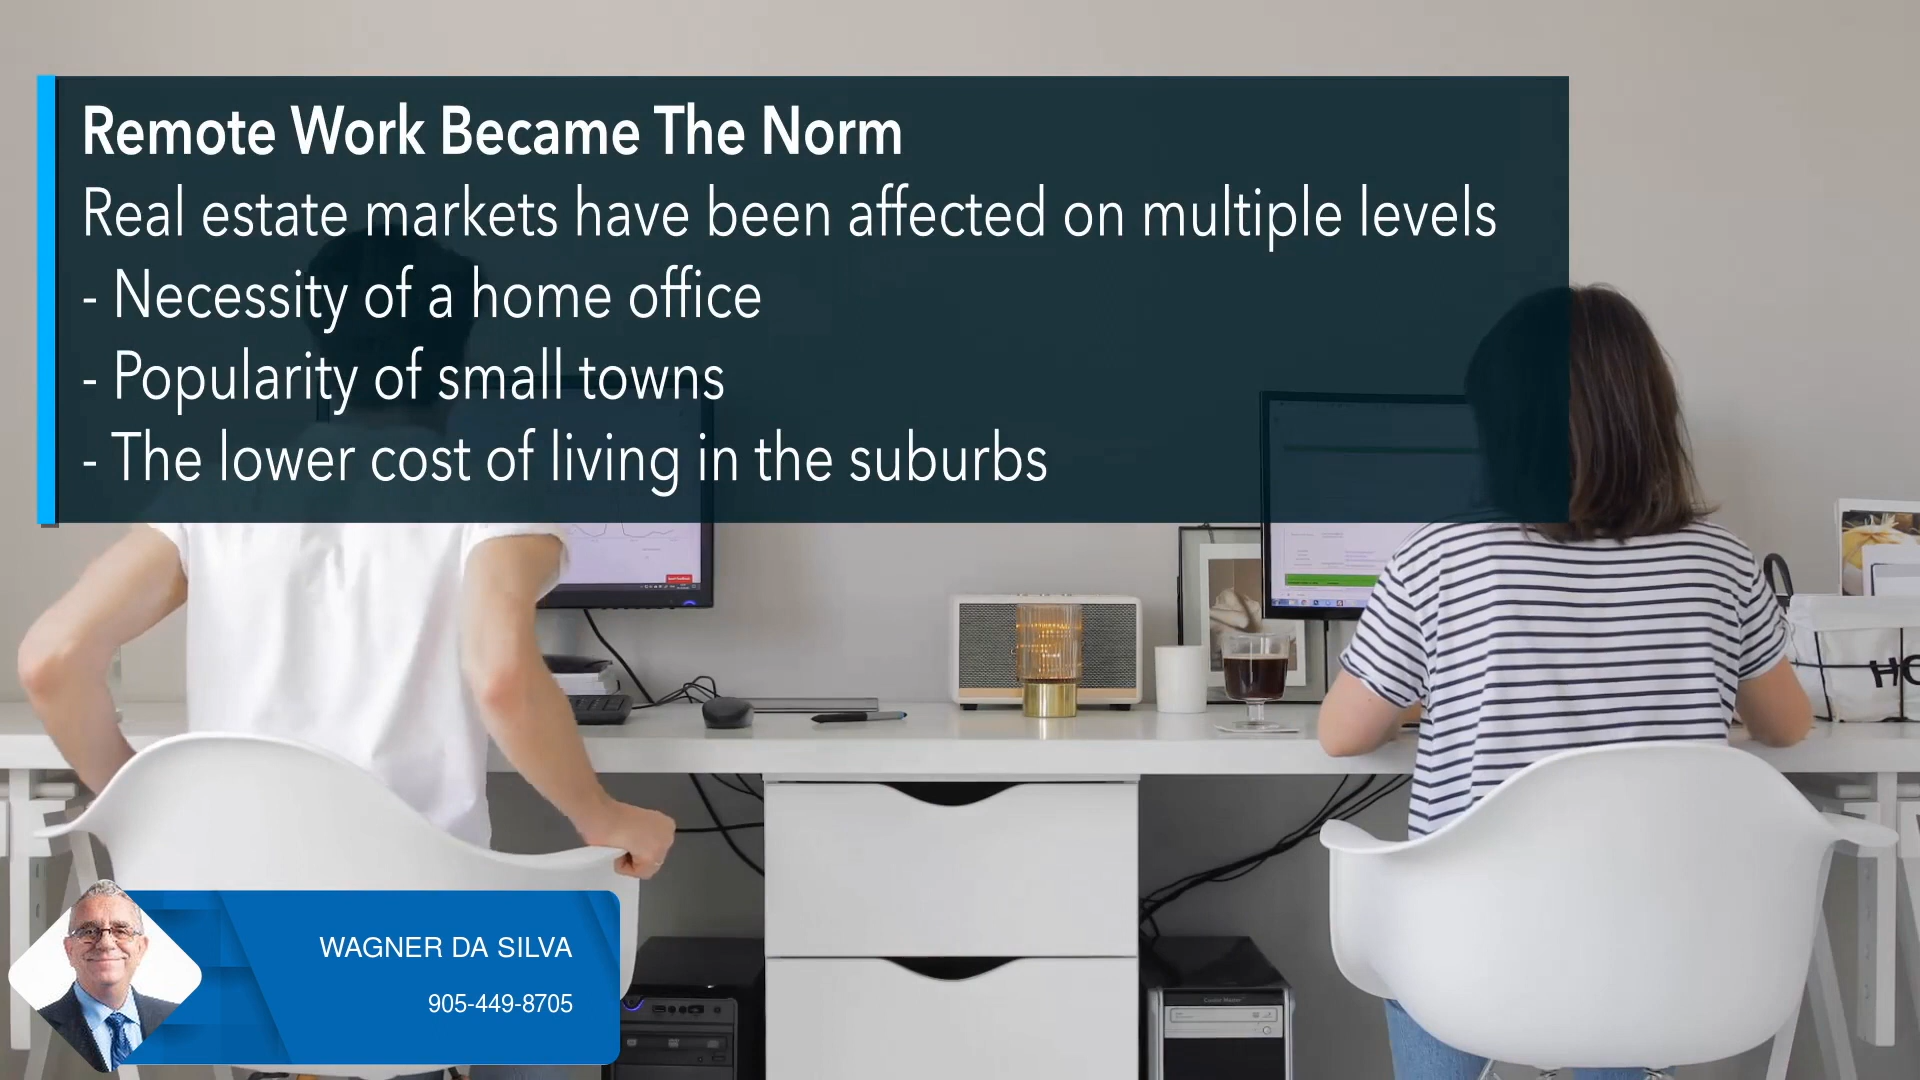 Remote Work Became The Norm
Real estate markets have been affected on multiple levels
- Necessity of a home office
- Popularity of small towns
- The lower cost of living in the suburbs
HO
WAGNER DA SILVA
905-449-8705